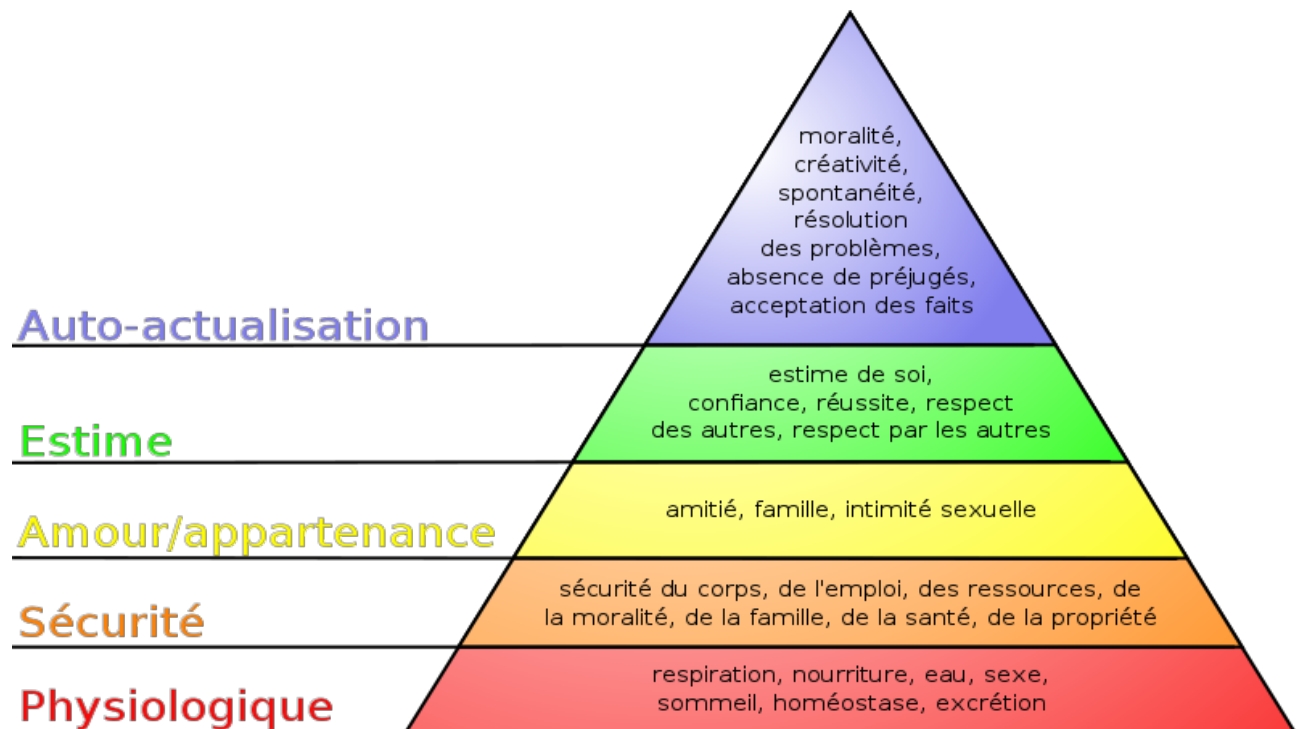 moralité,
créativité,
spontanéité,
résolution
des problèmes,
absence de préjugés,
acceptation des faits
Auto-actualisation
estime de soi,
confiance, réussite, respect
des autres, respect par les autres
Estime
amitié, famille, intimité sexuelle
Amour/appartenance
sécurité du corps, de l'emploi, des ressources, de
la moralité, de la famille, de la santé, de la propriété
Sécurité
respiration, nourriture, eau, sexe,
sommeil, homéostase, excrétion
Physiologique